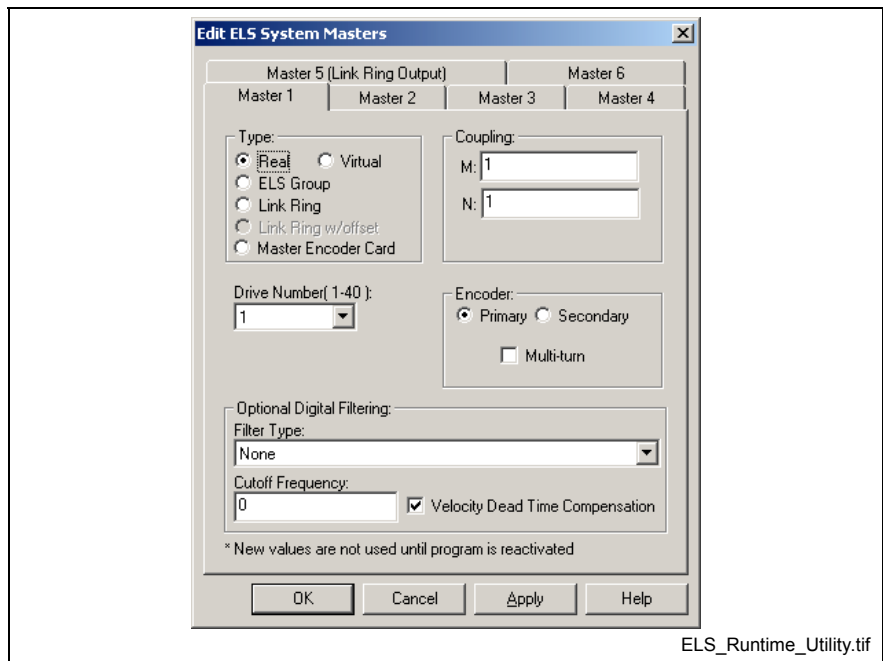 Edit ELS System Masters
Master 5 (Link Ring Output) Master 6
Master 1 Master 2 Master 3 Master 4
Type: Coupling:
Real Virtual M: 1
ELS Group
Link Ring N: 1
Link Ring w/offset
Master Encoder Card
Drive Number( 1-40 ): Encoder:
1 Primary Secondary
Multi-turn
Optional Digital Filtering:
Filter Type:
None
Cutoff Frequency:
0 Velocity Dead Time Compensation
* New values are not used until program is reactivated
OK Cancel Apply Help
ELS_Runtime_Utility.tif